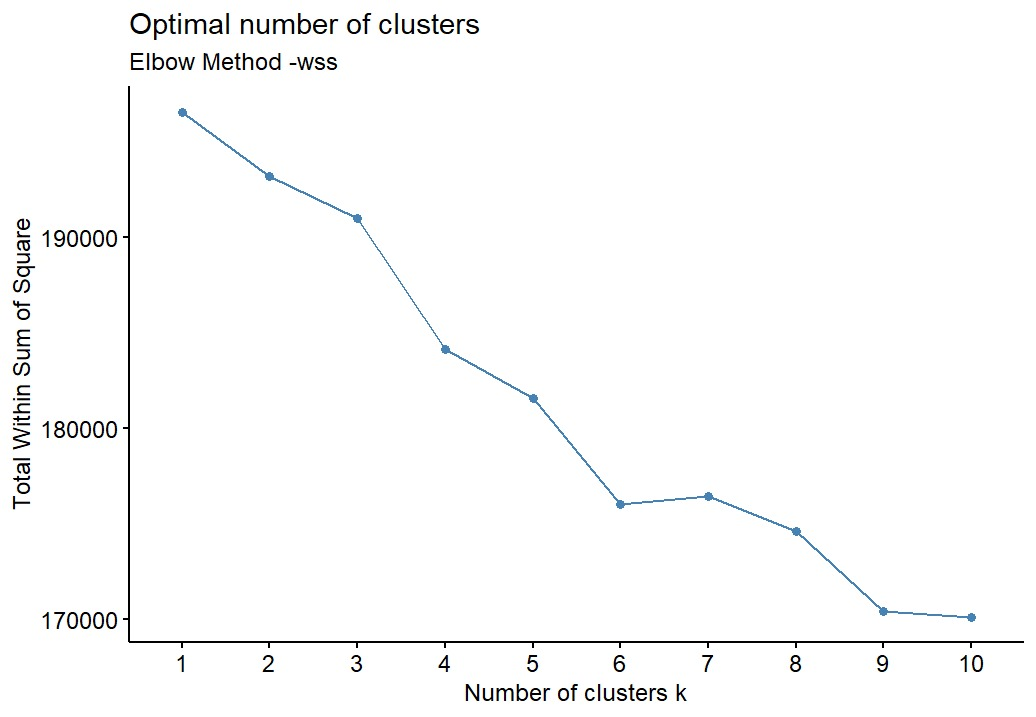 Optimal number of clusters
Elbow Method -wss
Total Within Sum of Square
190000
180000
170000
1 2 3 4 5 6 7 8 9 10
Number of clusters k